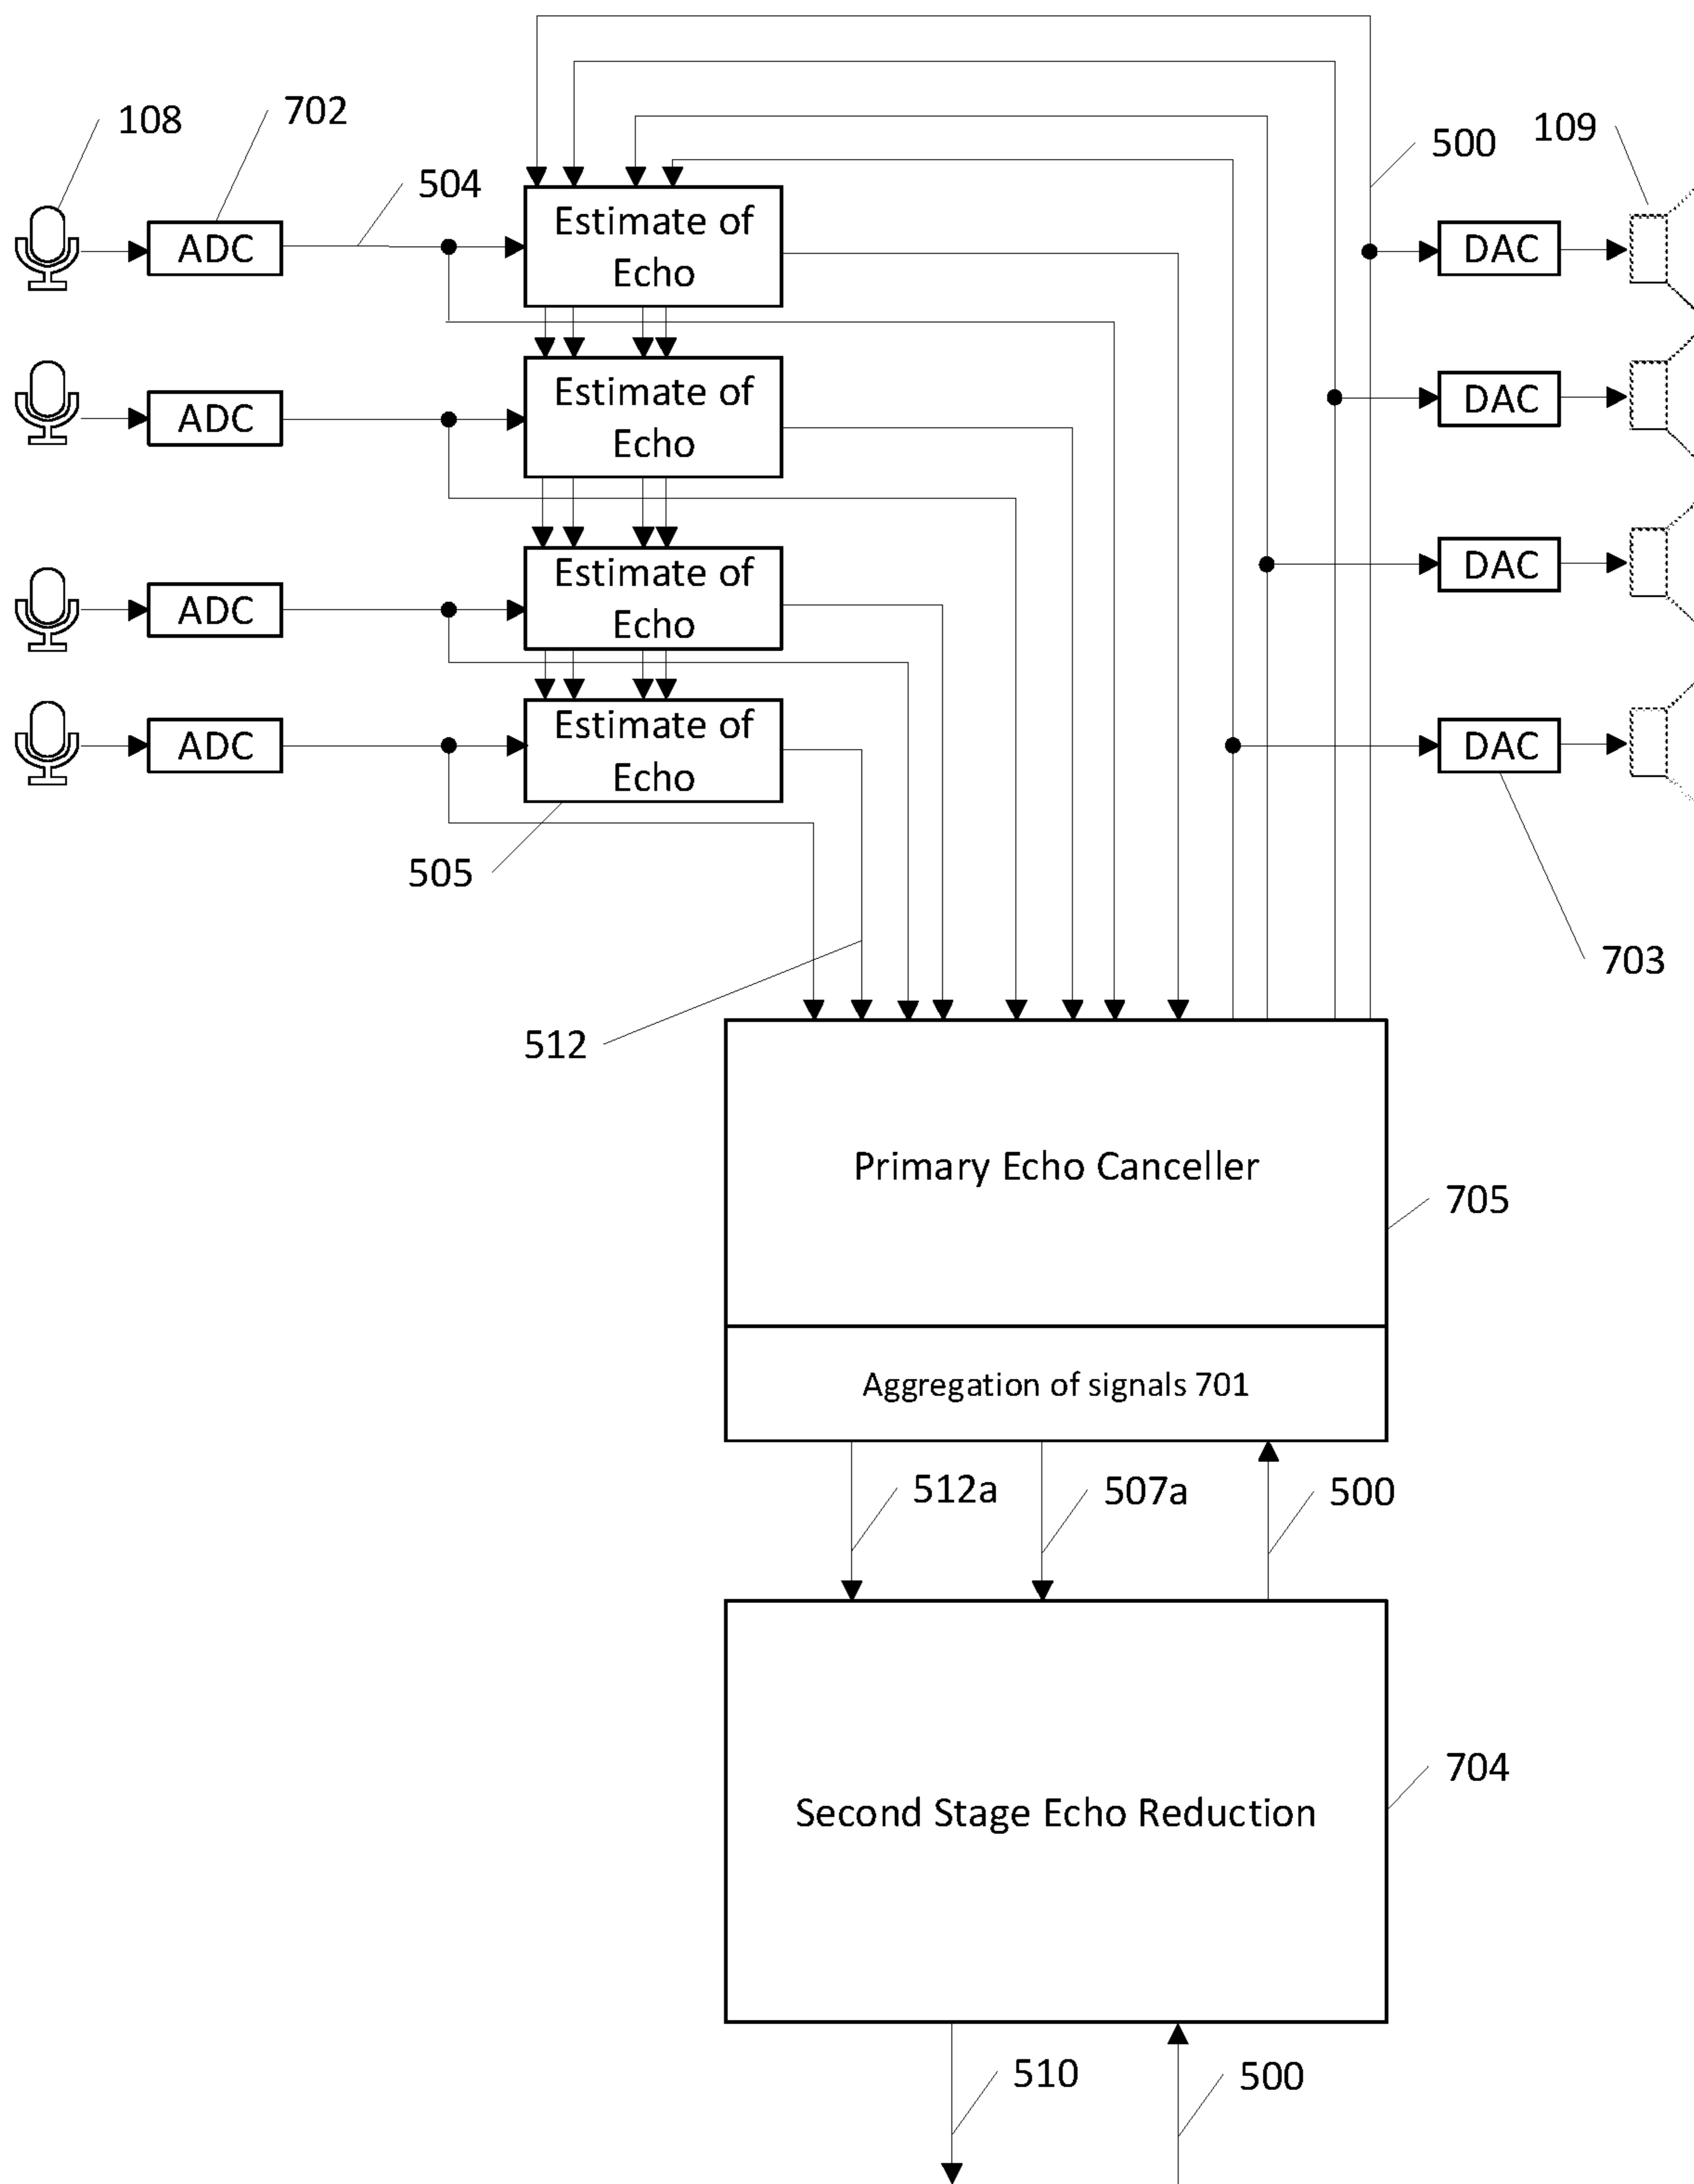 108
702
504
500
109
ADC
Estimate of
Echo
DAC
ADC
Estimate of
Echo
DAC
ADC
Estimate of
Echo
DAC
ADC
Estimate of
Echo
DAC
505
703
512
Primary Echo Canceller
705
Aggregation of signals 701
512a
507a
500
704
Second Stage Echo Reduction
510
500